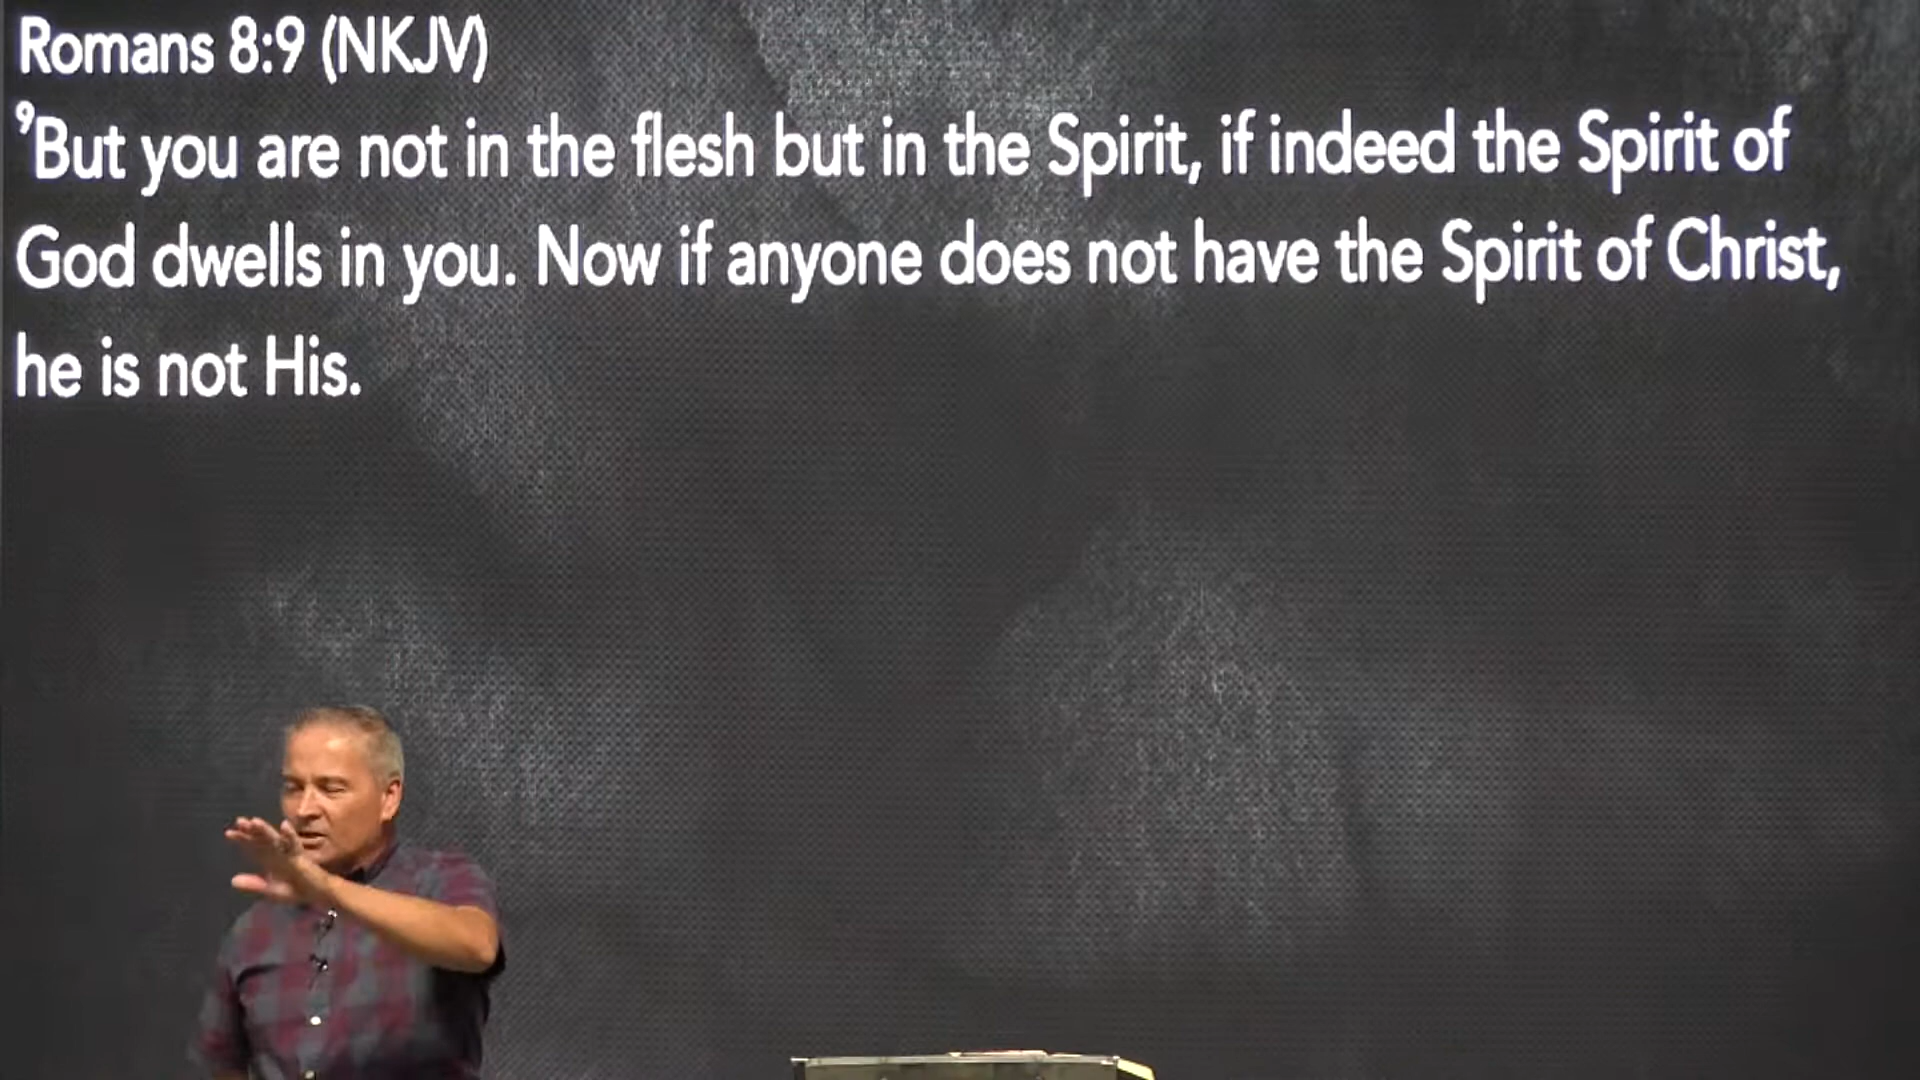 Romans 8:9 (NKJV)
⁹But you are not in the flesh but in the Spirit, if indeed the Spirit of
God dwells in you. Now if anyone does not have the Spirit of Christ,
he is not His.